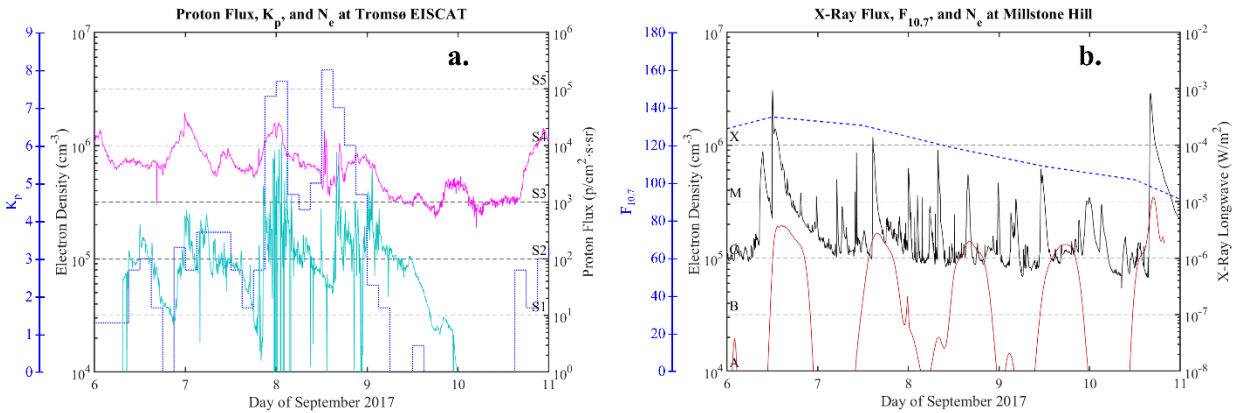 Proton Flux, Kp, and Ne at Tromsø EISCAT
a.
Kp
9
8
7
6
5
4
3
2
1
0
Electron Density (cm-3)
10^7
10^6
10^5
10^4
S5
S4
S3
S2
S1
10^6
10^5
10^4
10^3
10^2
10^1
10^0
Proton Flux (p/cm2·s·sr)
6 7 8 9 10 11
Day of September 2017
X-Ray Flux, F10.7, and Ne at Millstone Hill
b.
F10.7
180
160
140
120
100
80
60
40
20
0
Electron Density (cm-3)
10^7
10^6
10^5
10^4
X
M
C
B
A
10^-2
10^-3
10^-4
10^-5
10^-6
10^-7
10^-8
X-Ray Longwave (W/m2)
6 7 8 9 10 11
Day of September 2017